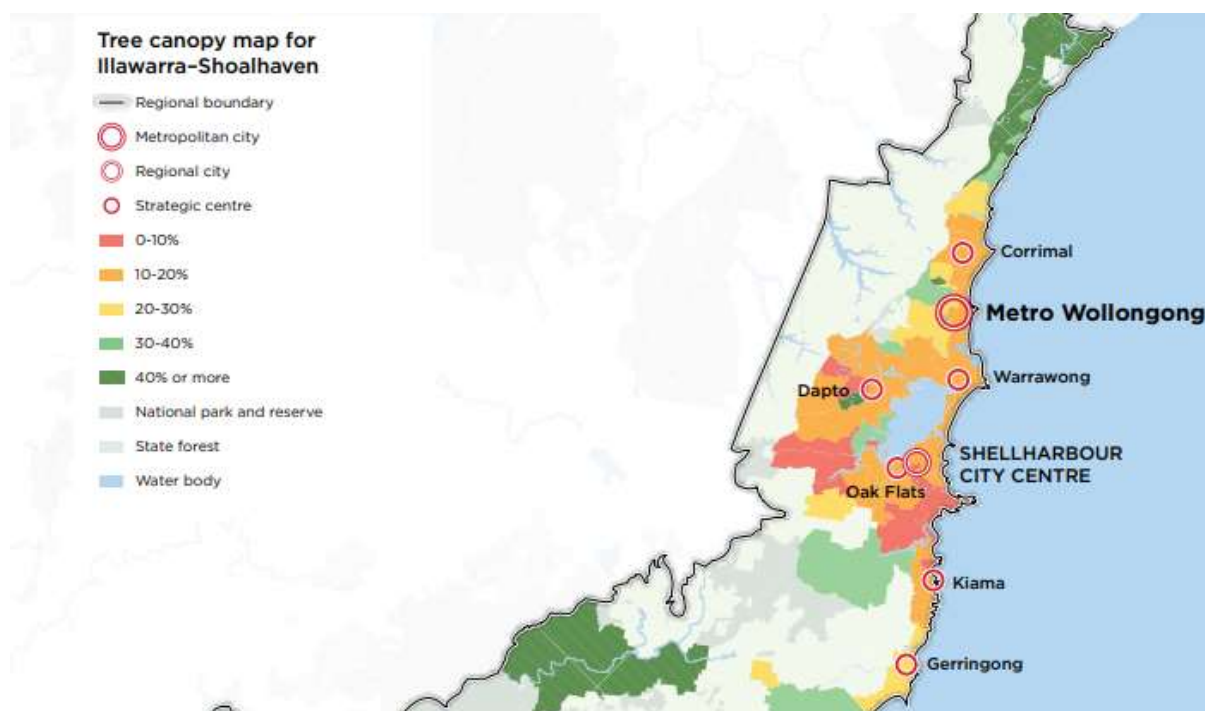 Tree canopy map for
Illawarra–Shoalhaven
Regional boundary
Metropolitan city
Regional city
Strategic centre
0-10%
10-20%
20-30%
30-40%
40% or more
National park and reserve
State forest
Water body
Corrimal
Metro Wollongong
Warrawong
Dapto
SHELLHARBOUR
CITY CENTRE
Oak Flats
Kiama
Gerringong